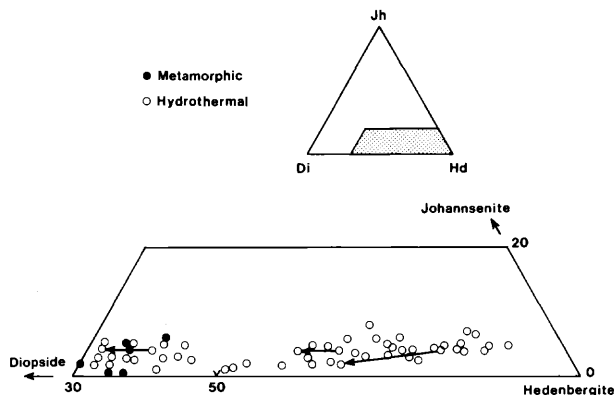 Jh
Metamorphic
Hydrothermal
Di
Hd
Johannsenite
20
Diopside
0
30
50
Hedenbergite